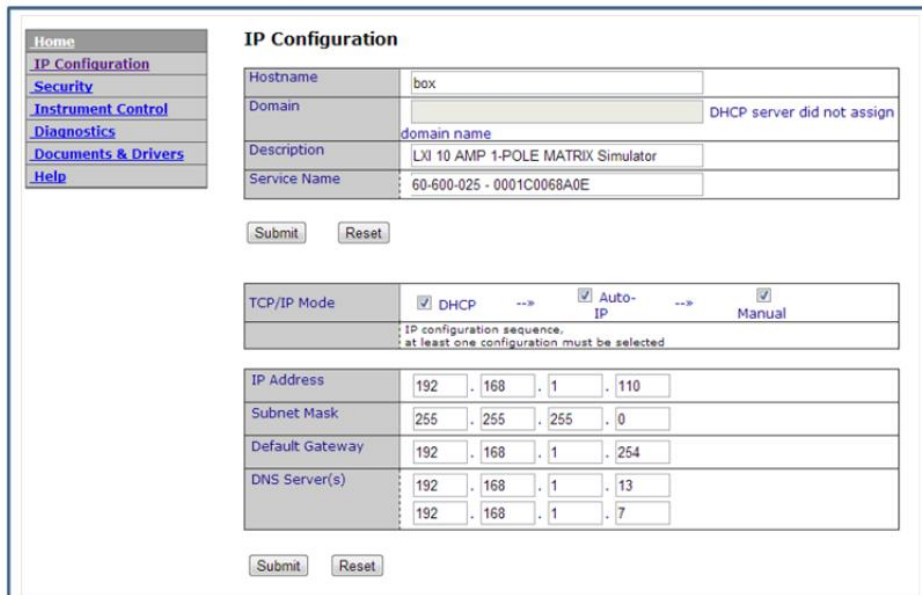 Home
IP Configuration
Security
Instrument Control
Diagnostics
Documents & Drivers
Help
IP Configuration
Hostname box
Domain DHCP server did not assign
domain name
Description LXI 10 AMP 1-POLE MATRIX Simulator
Service Name 60-600-025 - 0001C0068A0E
Submit Reset
TCP/IP Mode DHCP --» Auto- --»
IP Manual
IP configuration sequence,
at least one configuration must be selected
IP Address 192 . 168 . 1 . 110
Subnet Mask 255 . 255 . 255 . 0
Default Gateway 192 . 168 . 1 . 254
DNS Server(s) 192 . 168 . 1 . 13
192 . 168 . 1 . 7
Submit Reset